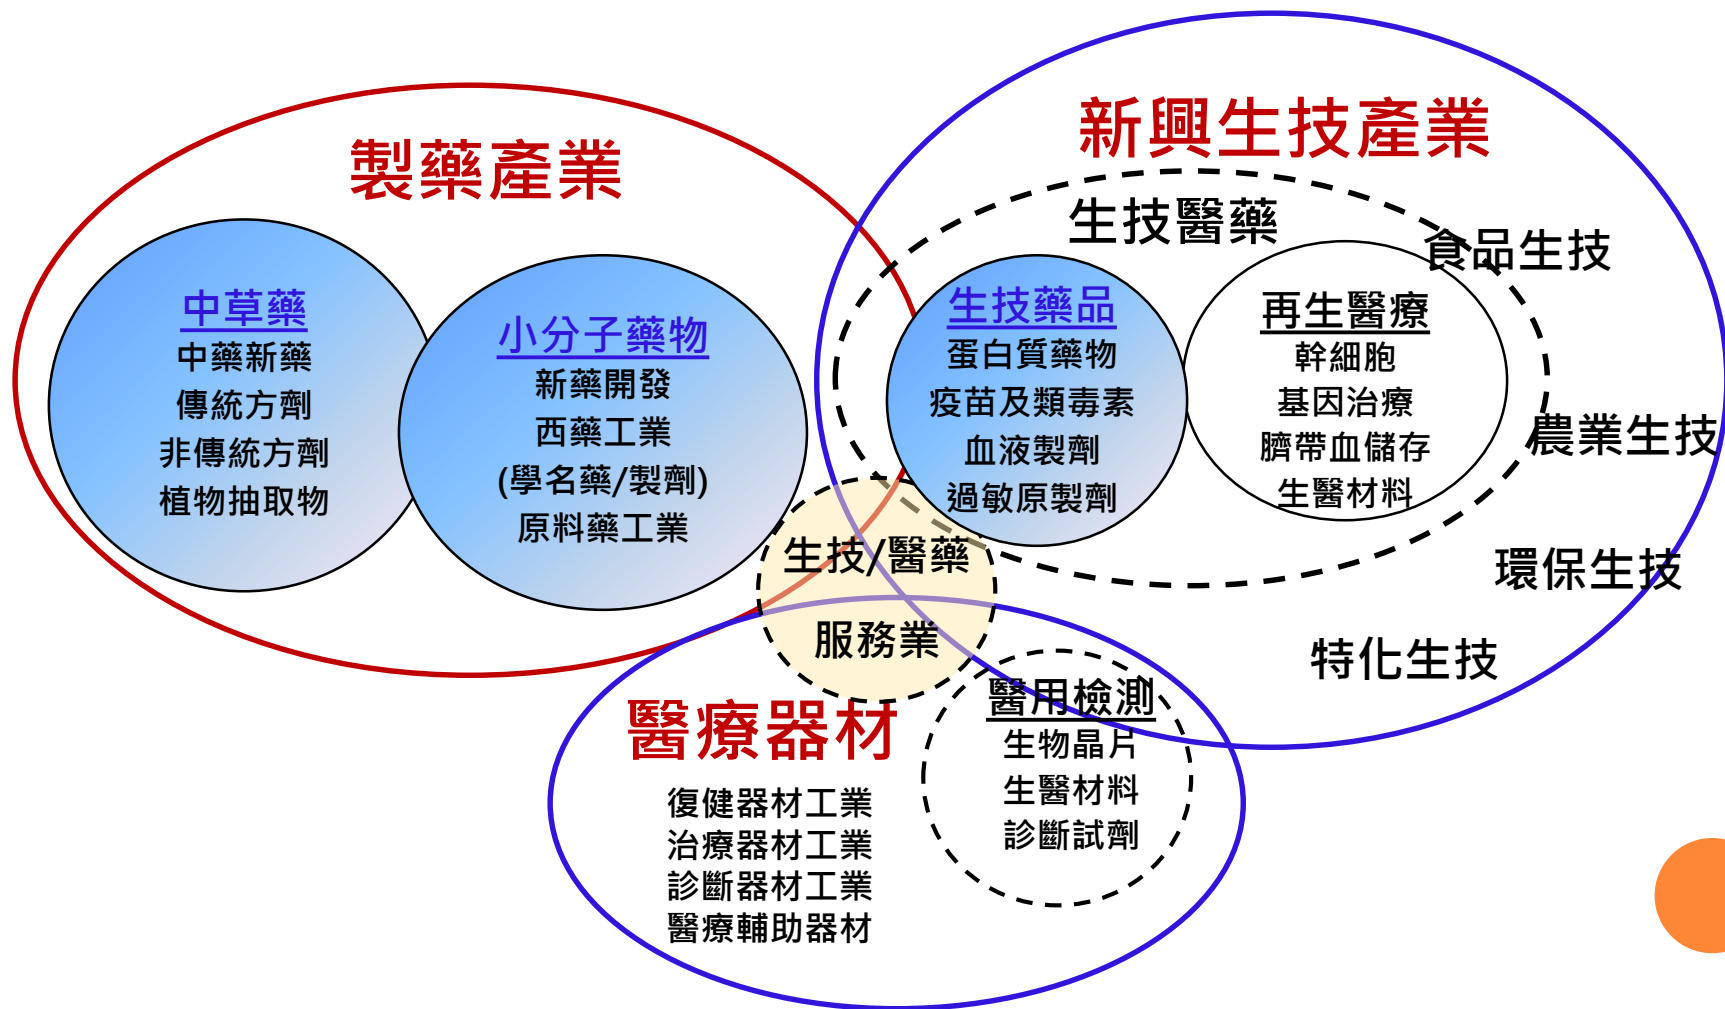 製藥產業
中草藥
中藥新藥
傳統方劑
非傳統方劑
植物抽取物
小分子藥物
新藥開發
西藥工業
(學名藥/製劑)
原料藥工業
新興生技產業
生技醫藥
生技藥品
蛋白質藥物
疫苗及類毒素
血液製劑
過敏原製劑
再生醫療
幹細胞
基因治療
臍帶血儲存
生醫材料
食品生技
農業生技
環保生技
特化生技
生技/醫藥
服務業
醫療器材
復健器材工業
治療器材工業
診斷器材工業
醫療輔助器材
醫用檢測
生物晶片
生醫材料
診斷試劑